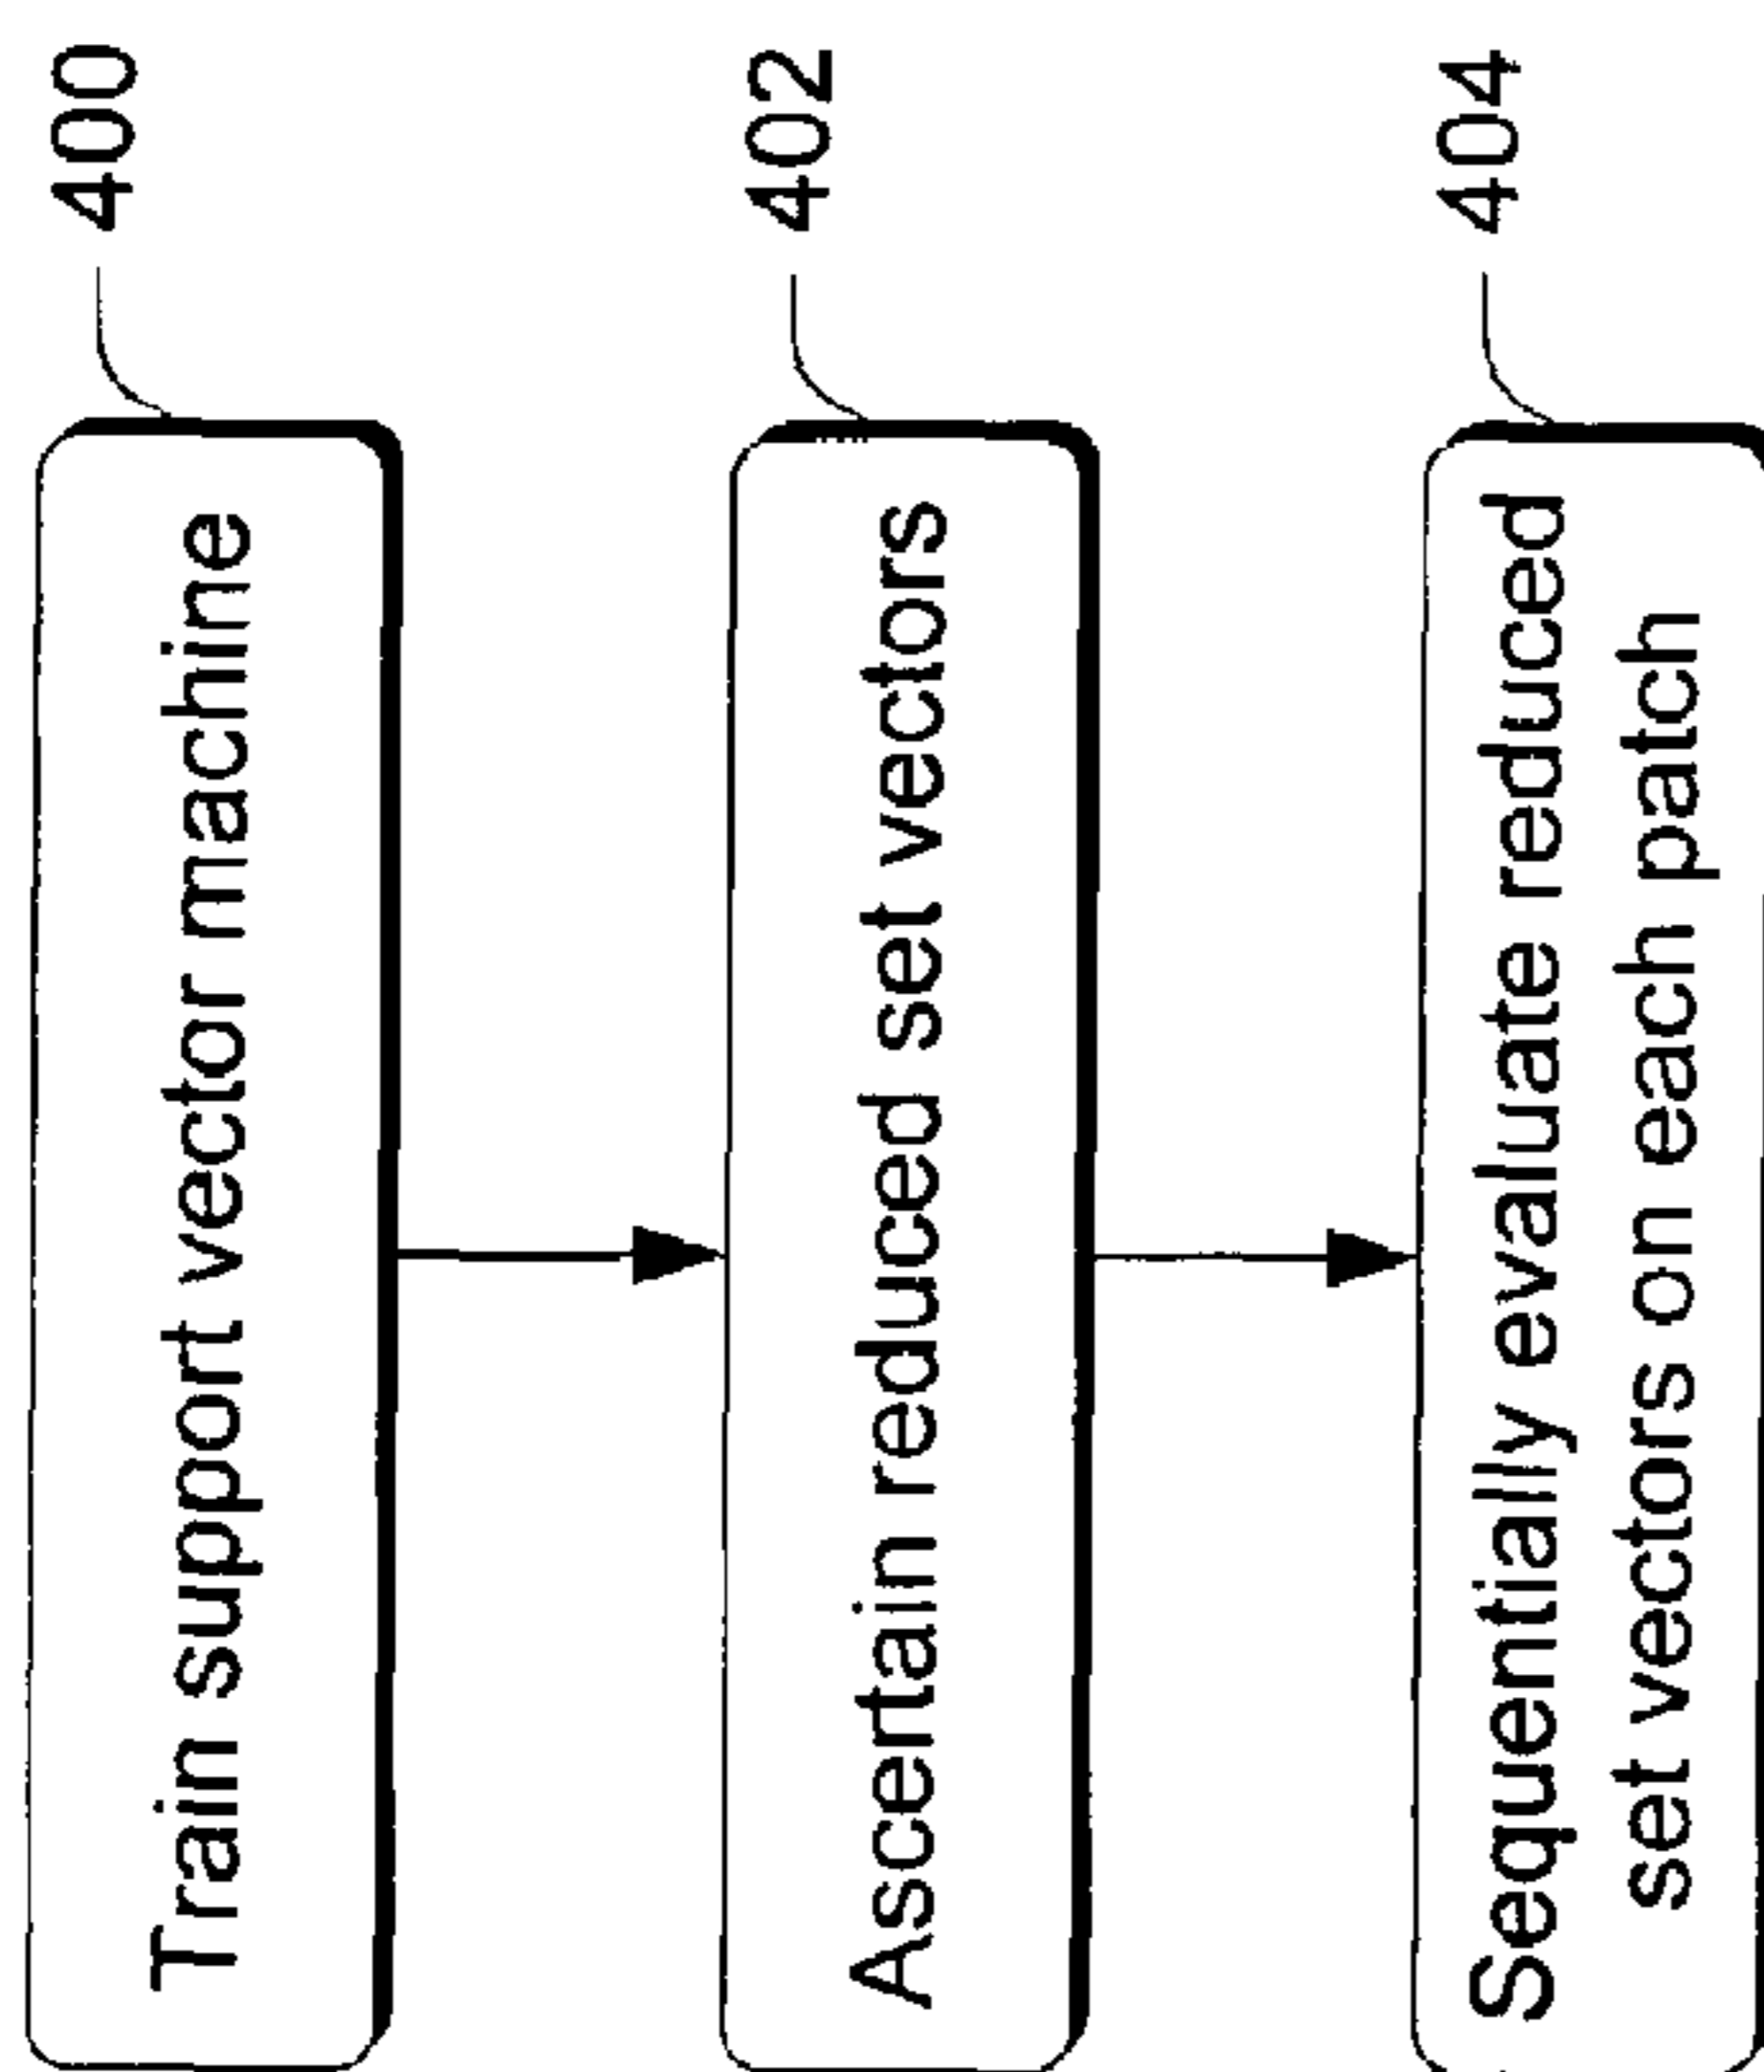 Train support vector machine
400
Ascertain reduced set vectors
402
Sequentially evaluate reduced
set vectors on each patch
404